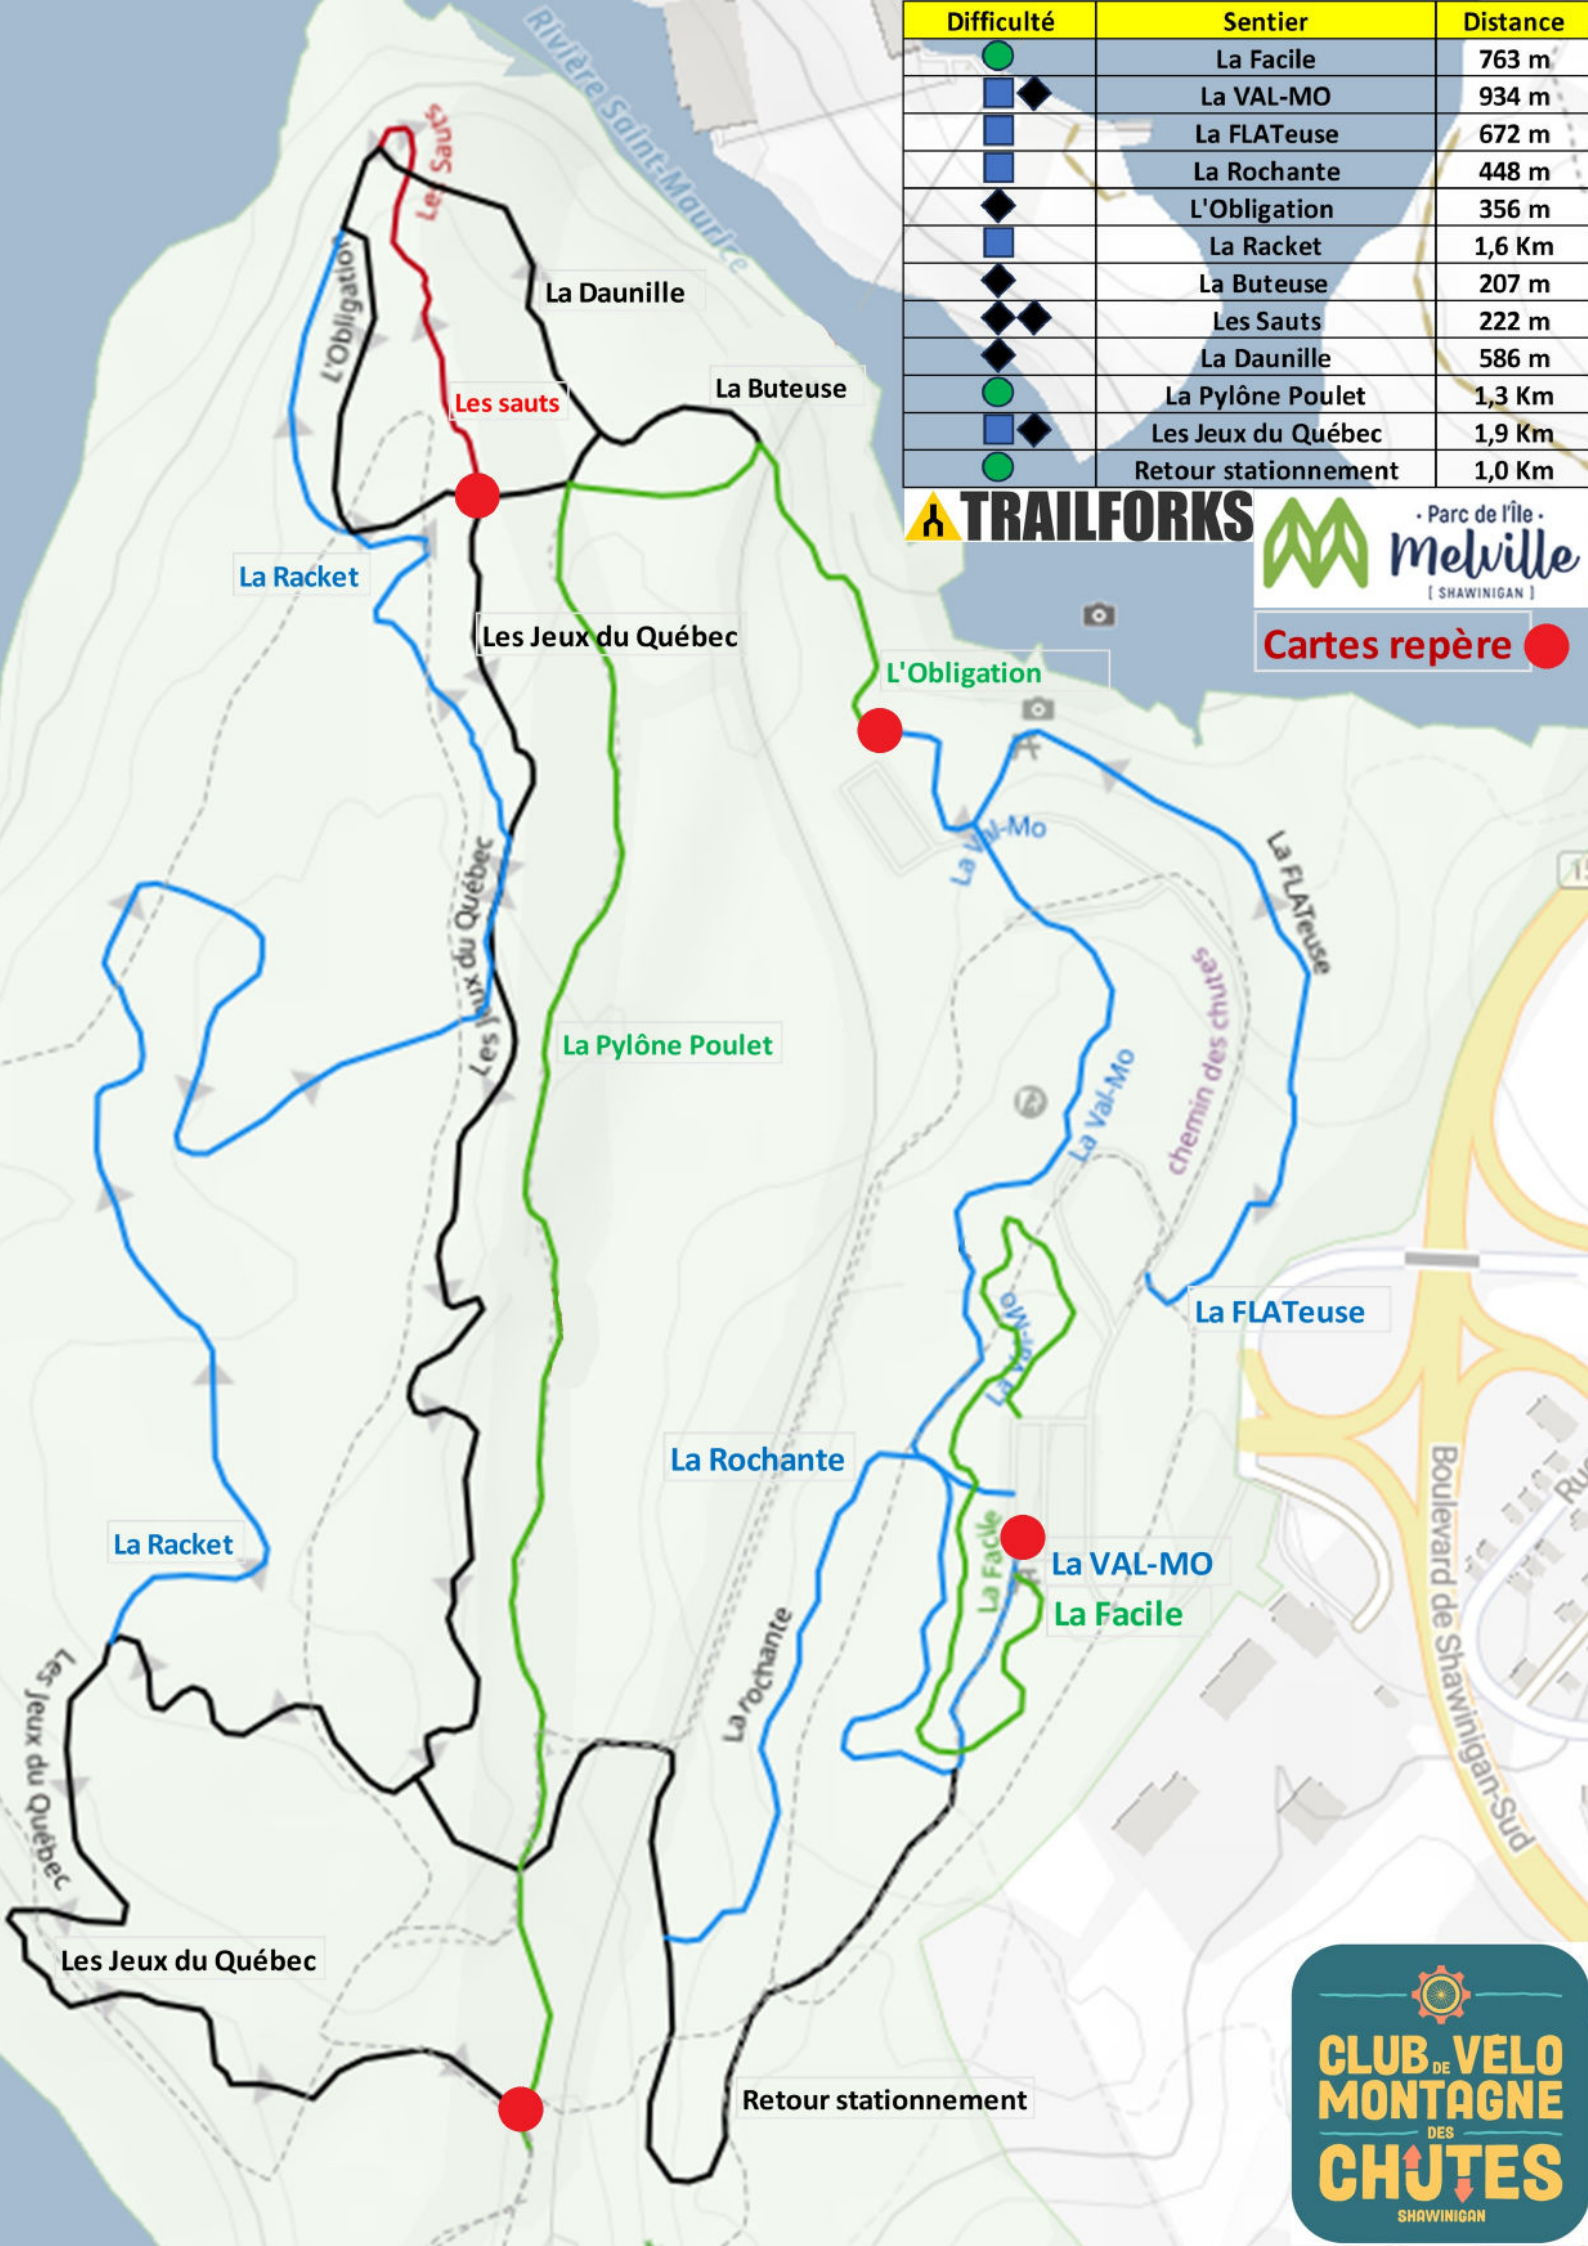 Difficulté Sentier Distance
La Facile 763 m
La VAL-MO 934 m
La FLATeuse 672 m
La Rochante 448 m
L'Obligation 356 m
La Racket 1,6 Km
La Buteuse 207 m
Les Sauts 222 m
La Daunille 586 m
La Pylône Poulet 1,3 Km
Les Jeux du Québec 1,9 Km
Retour stationnement 1,0 Km
TRAILFORKS
· Parc de l'Île ·
Melville
[ SHAWINIGAN ]
Cartes repère
Rivière Saint-Maurice
Les Sauts
La Daunille
L'Obligation
La Buteuse
Les sauts
La Racket
Les Jeux du Québec
L'Obligation
La Val-Mo
La FLATeuse
Les Jeux du Québec
chemin des chutes
La Pylône Poulet
La Val-Mo
15
La FLATeuse
La Val-Mo
La Rochante
La Racket
La Facile
La VAL-MO
La Facile
La rochante
Boulevard de Shawinigan-Sud
Les Jeux du Québec
Les Jeux du Québec
Retour stationnement
CLUB DE VÉLO
MONTAGNE
DES
CHUTES
SHAWINIGAN